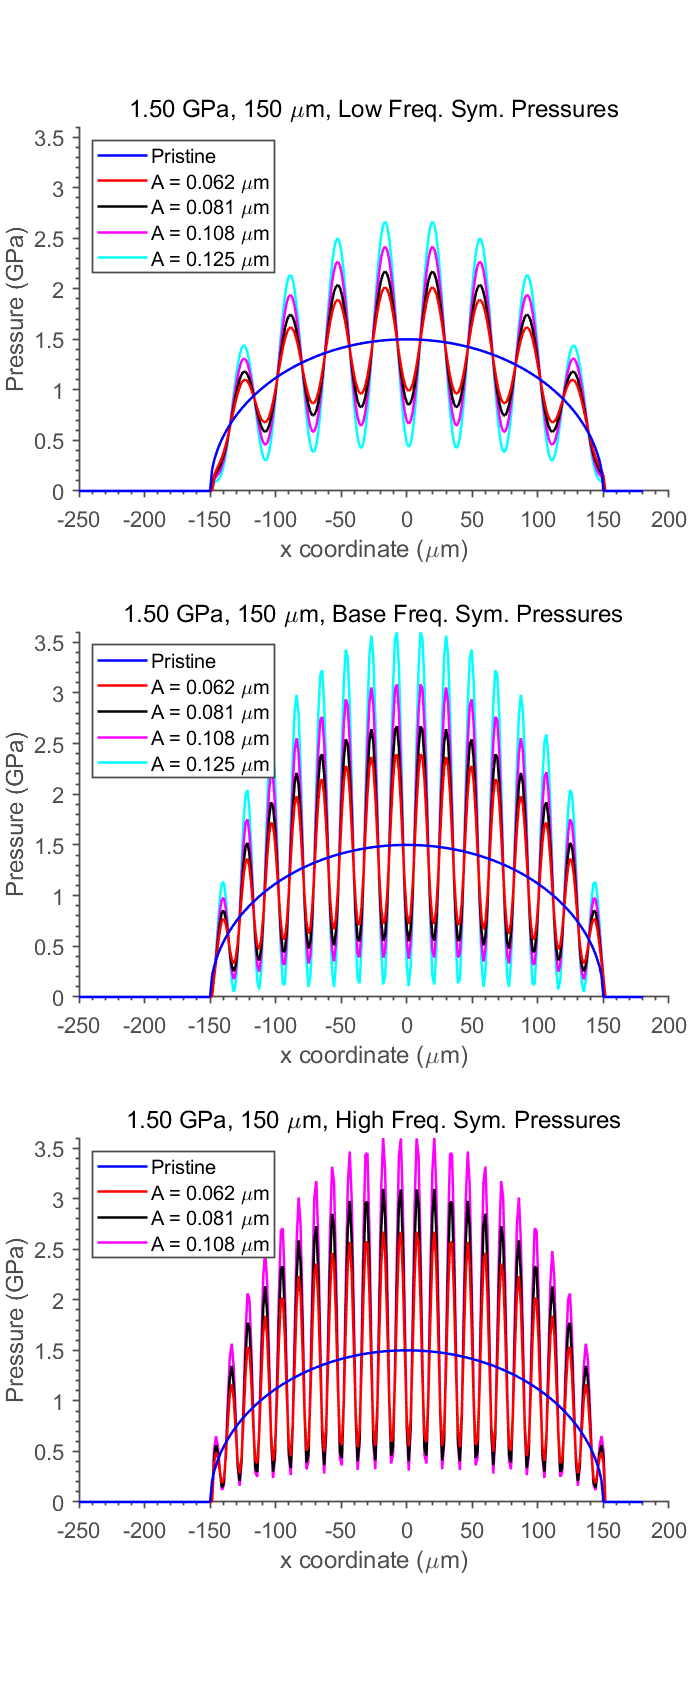 1.50 GPa, 150 μm, Low Freq. Sym. Pressures
3.5
3
2.5
2
1.5
1
0.5
0
Pressure (GPa)
Pristine
A = 0.062 μm
A = 0.081 μm
A = 0.108 μm
A = 0.125 μm
-250 -200 -150 -100 -50 0 50 100 150 200
x coordinate (μm)
1.50 GPa, 150 μm, Base Freq. Sym. Pressures
3.5
3
2.5
2
1.5
1
0.5
0
Pressure (GPa)
Pristine
A = 0.062 μm
A = 0.081 μm
A = 0.108 μm
A = 0.125 μm
-250 -200 -150 -100 -50 0 50 100 150 200
x coordinate (μm)
1.50 GPa, 150 μm, High Freq. Sym. Pressures
3.5
3
2.5
2
1.5
1
0.5
0
Pressure (GPa)
Pristine
A = 0.062 μm
A = 0.081 μm
A = 0.108 μm
-250 -200 -150 -100 -50 0 50 100 150 200
x coordinate (μm)